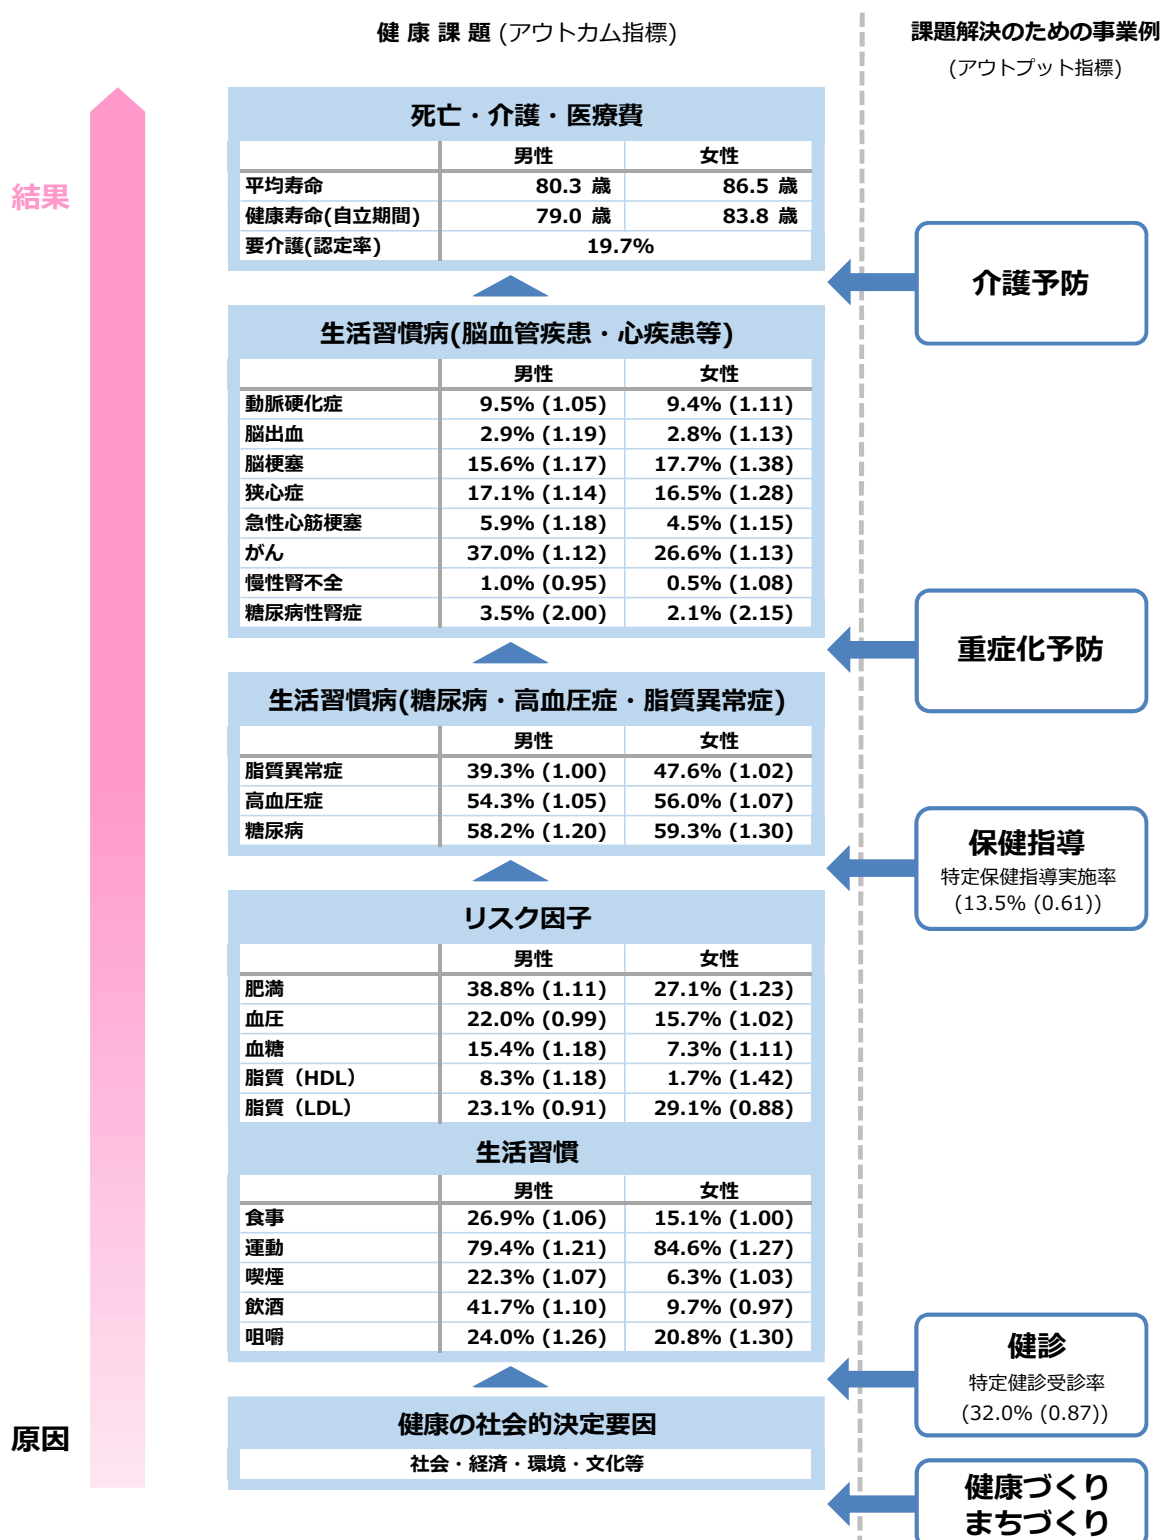 健康課題 (アウトカム指標)
課題解決のための事業例
(アウトプット指標)
結果
原因
死亡・介護・医療費
男性 女性
平均寿命 80.3 歳 86.5 歳
健康寿命(自立期間) 79.0 歳 83.8 歳
要介護(認定率) 19.7%
介護予防
生活習慣病(脳血管疾患・心疾患等)
男性 女性
動脈硬化症 9.5% (1.05) 9.4% (1.11)
脳出血 2.9% (1.19) 2.8% (1.13)
脳梗塞 15.6% (1.17) 17.7% (1.38)
狭心症 17.1% (1.14) 16.5% (1.28)
急性心筋梗塞 5.9% (1.18) 4.5% (1.15)
がん 37.0% (1.12) 26.6% (1.13)
慢性腎不全 1.0% (0.95) 0.5% (1.08)
糖尿病性腎症 3.5% (2.00) 2.1% (2.15)
重症化予防
生活習慣病(糖尿病・高血圧症・脂質異常症)
男性 女性
脂質異常症 39.3% (1.00) 47.6% (1.02)
高血圧症 54.3% (1.05) 56.0% (1.07)
糖尿病 58.2% (1.20) 59.3% (1.30)
保健指導
特定保健指導実施率
(13.5% (0.61))
リスク因子
男性 女性
肥満 38.8% (1.11) 27.1% (1.23)
血圧 22.0% (0.99) 15.7% (1.02)
血糖 15.4% (1.18) 7.3% (1.11)
脂質（HDL） 8.3% (1.18) 1.7% (1.42)
脂質（LDL） 23.1% (0.91) 29.1% (0.88)
生活習慣
男性 女性
食事 26.9% (1.06) 15.1% (1.00)
運動 79.4% (1.21) 84.6% (1.27)
喫煙 22.3% (1.07) 6.3% (1.03)
飲酒 41.7% (1.10) 9.7% (0.97)
咀嚼 24.0% (1.26) 20.8% (1.30)
健診
特定健診受診率
(32.0% (0.87))
健康の社会的決定要因
社会・経済・環境・文化等
健康づくり
まちづくり